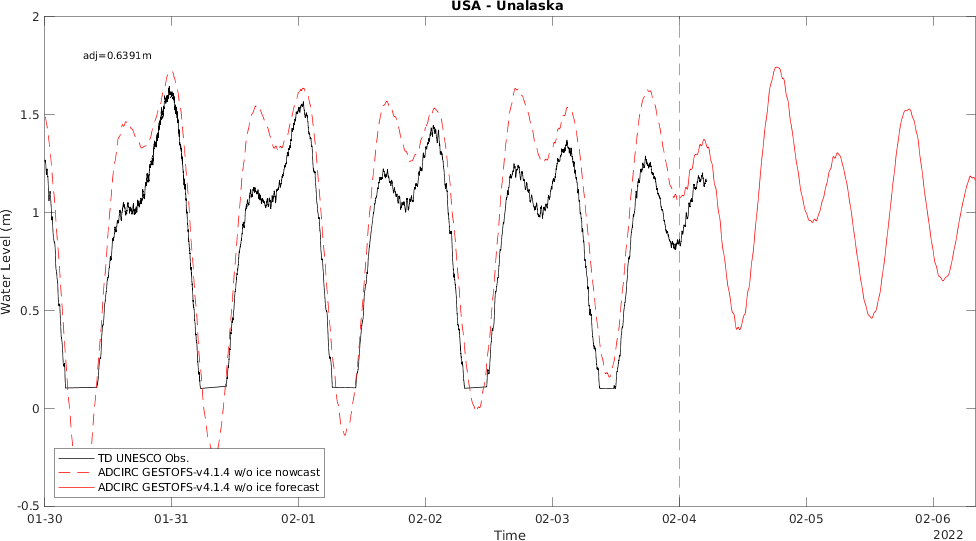 USA - Unalaska
adj=0.6391m
2
1.5
1
0.5
0
-0.5
Water Level (m)
TD UNESCO Obs.
ADCIRC GESTOFS-v4.1.4 w/o ice nowcast
ADCIRC GESTOFS-v4.1.4 w/o ice forecast
01-30 01-31 02-01 02-02 02-03 02-04 02-05 02-06
Time
2022